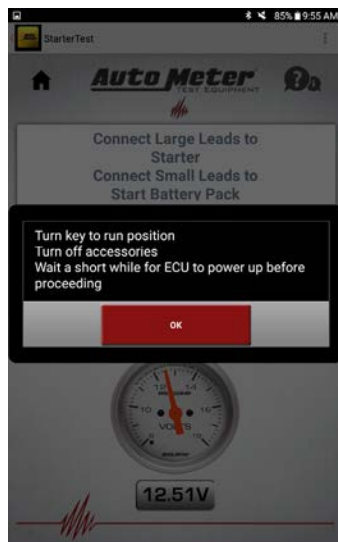 85% 9:55 AM
StarterTest
Auto Meter
TEST EQUIPMENT
Connect Large Leads to
Starter
Connect Small Leads to
Start Battery Pack
Turn key to run position
Turn off accessories
Wait a short while for ECU to power up before
proceeding
OK
12 14
10 16
VOLTS
8 18
12.51V